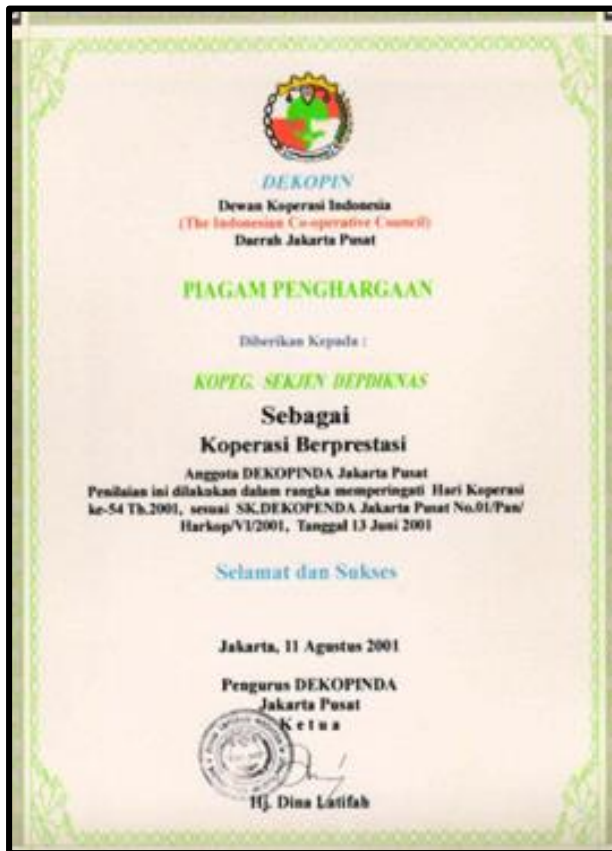 DEKOPIN
Dewan Koperasi Indonesia
(The Indonesian Co-operative Council)
Daerah Jakarta Pusat
PIAGAM PENGHARGAAN
Diberikan Kepada :
KOPEG. SEKJEN DEPDIKNAS
Sebagai
Koperasi Berprestasi
Anggota DEKOPINDA Jakarta Pusat
Penilaian ini dilakukan dalam rangka memperingati Hari Koperasi
ke-54 Th.2001, sesuai SK.DEKOPENDA Jakarta Pusat No.01/Pan/
Harkop/VI/2001, Tanggal 13 Juni 2001
Selamat dan Sukses
Jakarta, 11 Agustus 2001
Pengurus DEKOPINDA
Jakarta Pusat
K e t u a
Hj. Dina Latifah